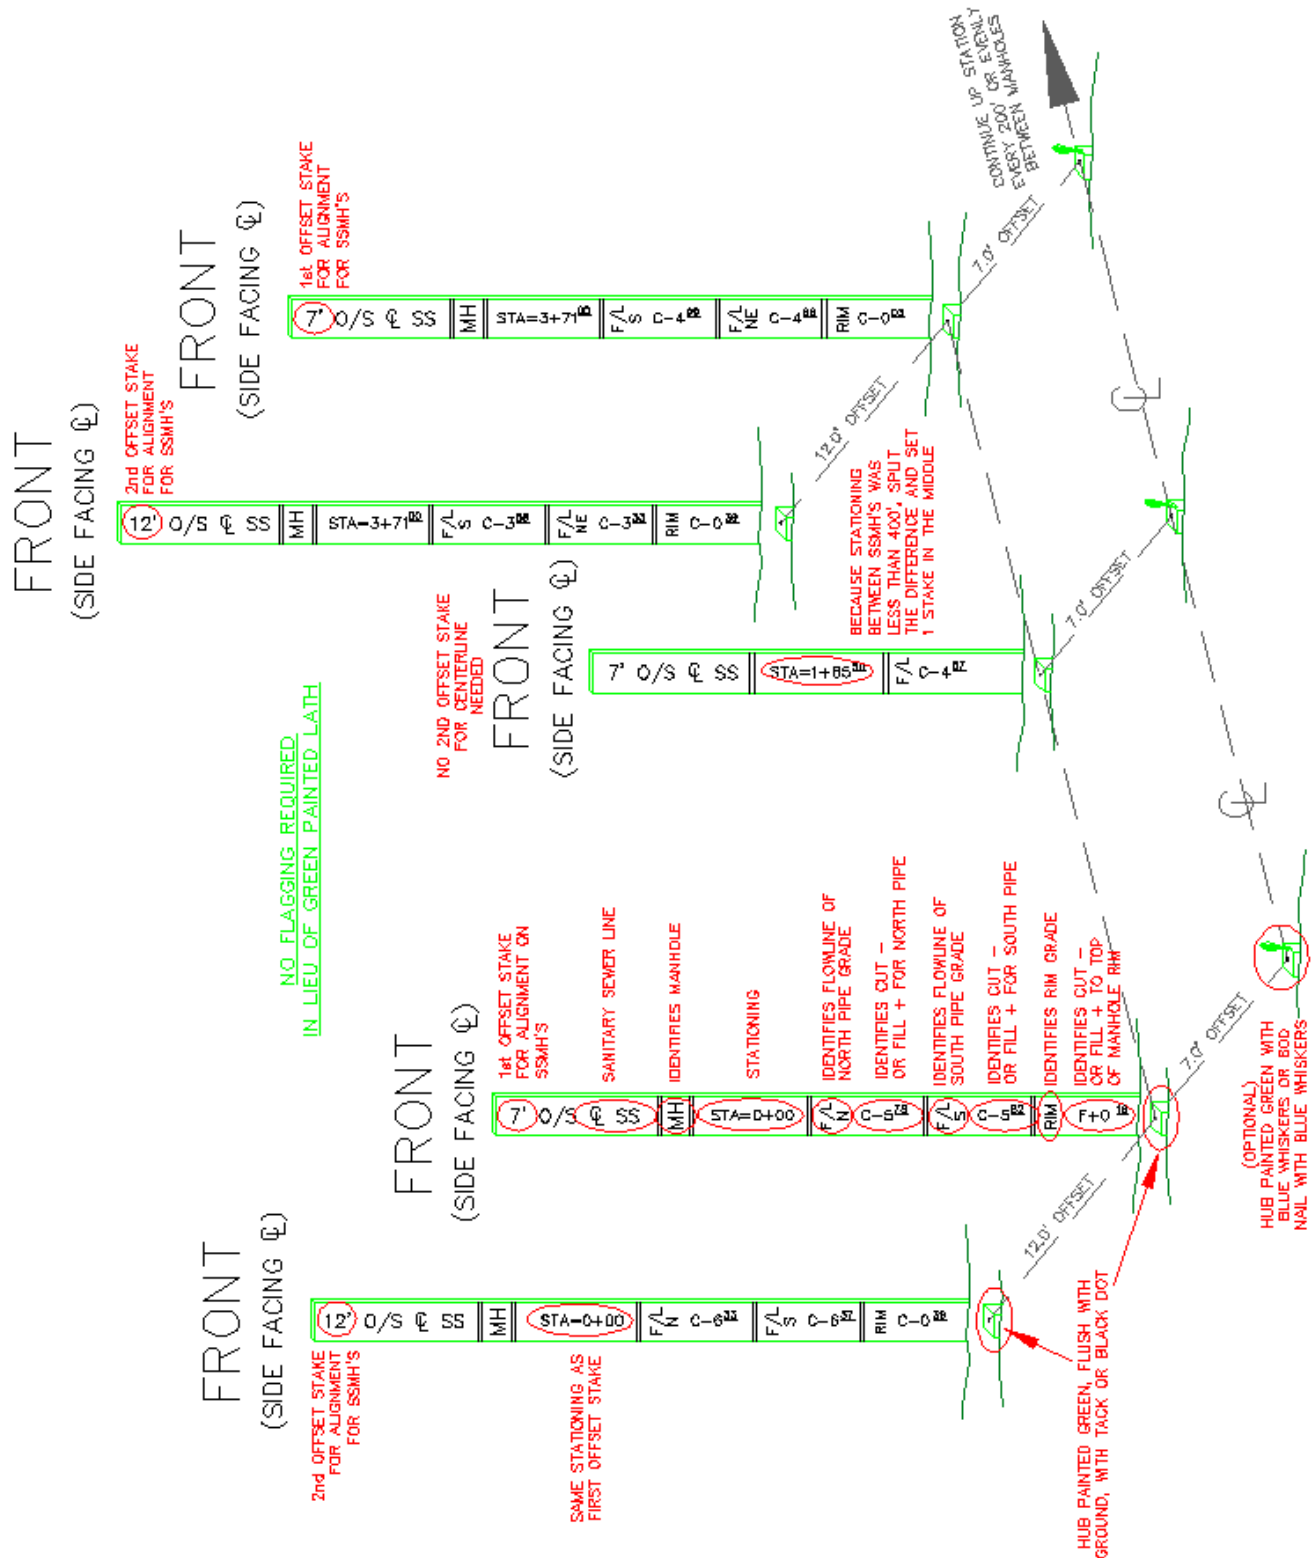 FRONT
(SIDE FACING ℄)
2nd OFFSET STAKE
FOR ALIGNMENT
FOR SSMH'S
12' O/S ℄ SS
MH
STA=3+71
F/L
S
C-3
F/L
NE
C-3
RIM
C-0
FRONT
(SIDE FACING ℄)
1st OFFSET STAKE
FOR ALIGNMENT
FOR SSMH'S
7' O/S ℄ SS
MH
STA=3+71
F/L
S
C-4
F/L
NE
C-4
RIM
C-0
CONTINUE UP STATION
EVERY 200' OR EVENLY
BETWEEN MANHOLES
7.0' OFFSET
12.0' OFFSET
NO 2ND OFFSET STAKE
FOR CENTERLINE
NEEDED
FRONT
(SIDE FACING ℄)
7' O/S ℄ SS
STA=1+85
F/L
C-4
BECAUSE STATIONING
BETWEEN SSMH'S WAS
LESS THAN 400', SPLIT
THE DIFFERENCE AND SET
1 STAKE IN THE MIDDLE
7.0' OFFSET
℄
℄
NO FLAGGING REQUIRED
IN LIEU OF GREEN PAINTED LATH
FRONT
(SIDE FACING ℄)
1st OFFSET STAKE
FOR ALIGNMENT ON
SSMH'S
SANITARY SEWER LINE
IDENTIFIES MANHOLE
STATIONING
IDENTIFIES FLOWLINE OF
NORTH PIPE GRADE
IDENTIFIES CUT -
OR FILL + FOR NORTH PIPE
IDENTIFIES FLOWLINE OF
SOUTH PIPE GRADE
IDENTIFIES CUT -
OR FILL + FOR SOUTH PIPE
IDENTIFIES RIM GRADE
IDENTIFIES CUT -
OR FILL + TO TOP
OF MANHOLE RIM
7' O/S ℄ SS
MH
STA=0+00
F/L
N
C-5
F/L
S
C-5
RIM
F+0
7.0' OFFSET
(OPTIONAL)
HUB PAINTED GREEN WITH
BLUE WHISKERS OR 60D
NAIL WITH BLUE WHISKERS
FRONT
(SIDE FACING ℄)
12' O/S ℄ SS
MH
STA=0+00
F/L
N
C-6
F/L
S
C-6
RIM
C-0
12.0' OFFSET
2nd OFFSET STAKE
FOR ALIGNMENT
FOR SSMH'S
SAME STATIONING AS
FIRST OFFSET STAKE
HUB PAINTED GREEN, FLUSH WITH
GROUND, WITH TACK OR BLACK DOT